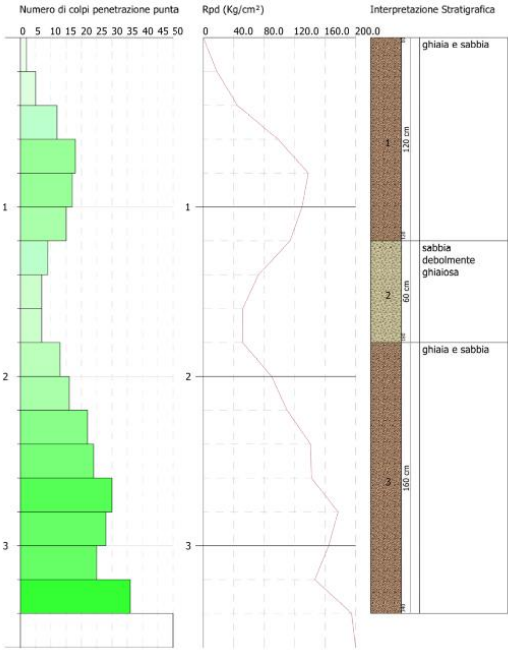 Numero di colpi penetrazione punta
Rpd (Kg/cm²)
Interpretazione Stratigrafica
0 5 10 15 20 25 30 35 40 45 50
0 40.0 80.0 120.0 160.0 200.0
ghiaia e sabbia
1
120 cm
1
1
sabbia
debolmente
ghiaiosa
2
60 cm
ghiaia e sabbia
2
2
3
160 cm
3
3